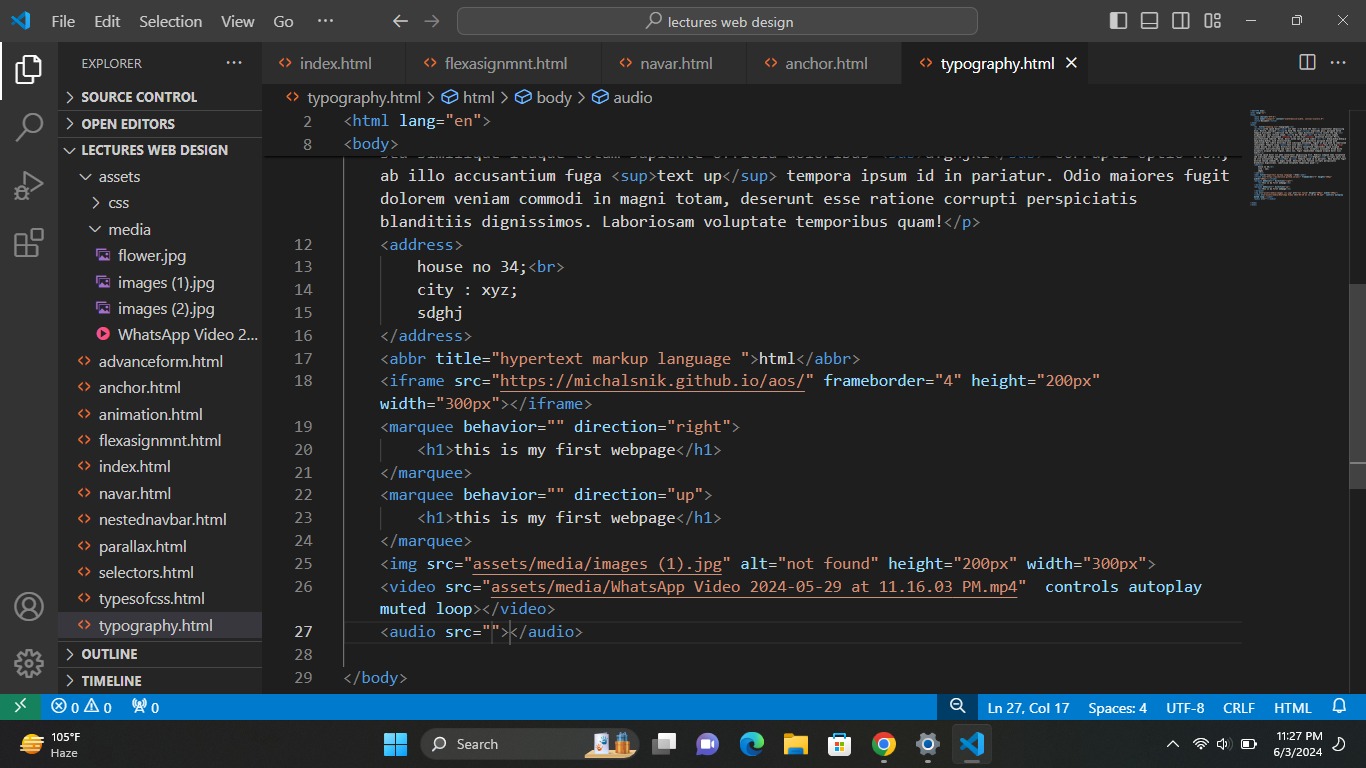 File Edit Selection View Go ··· lectures web design
EXPLORER ···
SOURCE CONTROL
OPEN EDITORS
LECTURES WEB DESIGN
assets
css
media
flower.jpg
images (1).jpg
images (2).jpg
WhatsApp Video 2...
advanceform.html
anchor.html
animation.html
flexasignmnt.html
index.html
navar.html
nestednavbar.html
parallax.html
selectors.html
typesofcss.html
typography.html
OUTLINE
TIMELINE
index.html flexasignmnt.html navar.html anchor.html typography.html
typography.html > html > body > audio
2 <html lang="en">
8 <body>
ab illo accusantium fuga <sup>text up</sup> tempora ipsum id in pariatur. Odio maiores fugit
dolorem veniam commodi in magni totam, deserunt esse ratione corrupti perspiciatis
blanditiis dignissimos. Laboriosam voluptate temporibus quam!</p>
12 <address>
13 house no 34;<br>
14 city : xyz;
15 sdghj
16 </address>
17 <abbr title="hypertext markup language ">html</abbr>
18 <iframe src="https://michalsnik.github.io/aos/" frameborder="4" height="200px"
width="300px"></iframe>
19 <marquee behavior="" direction="right">
20 <h1>this is my first webpage</h1>
21 </marquee>
22 <marquee behavior="" direction="up">
23 <h1>this is my first webpage</h1>
24 </marquee>
25 <img src="assets/media/images (1).jpg" alt="not found" height="200px" width="300px">
26 <video src="assets/media/WhatsApp Video 2024-05-29 at 11.16.03 PM.mp4"  controls autoplay
muted loop></video>
27 <audio src=""></audio>
28
29 </body>
0 0 0 Ln 27, Col 17 Spaces: 4 UTF-8 CRLF HTML
105°F
Haze
Search
11:27 PM
6/3/2024